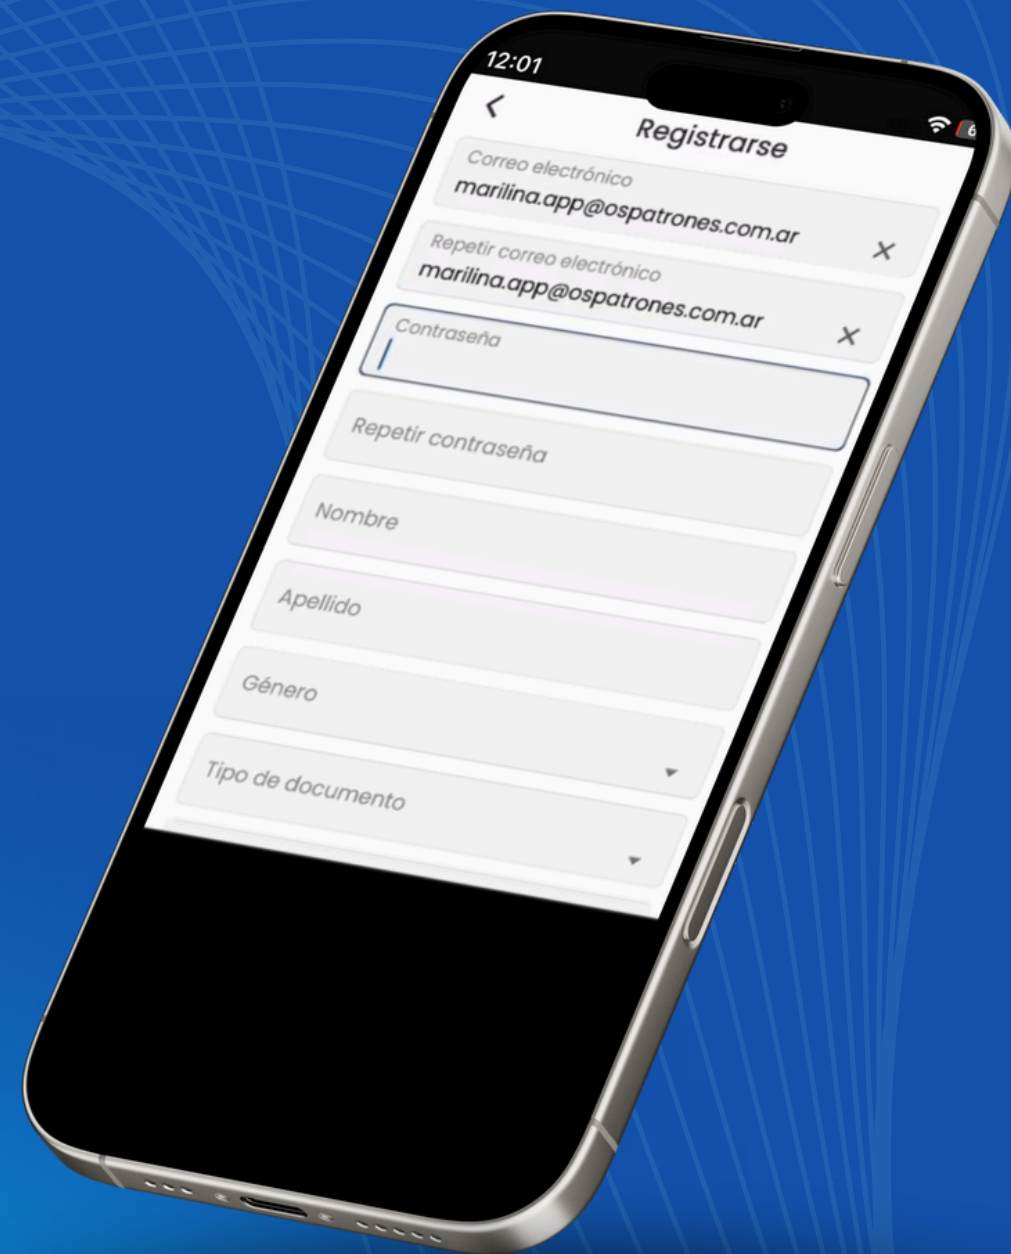 12:01
Registrarse
Correo electrónico
marilina.app@ospatrones.com.ar
Repetir correo electrónico
marilina.app@ospatrones.com.ar
Contraseña
Repetir contraseña
Nombre
Apellido
Género
Tipo de documento